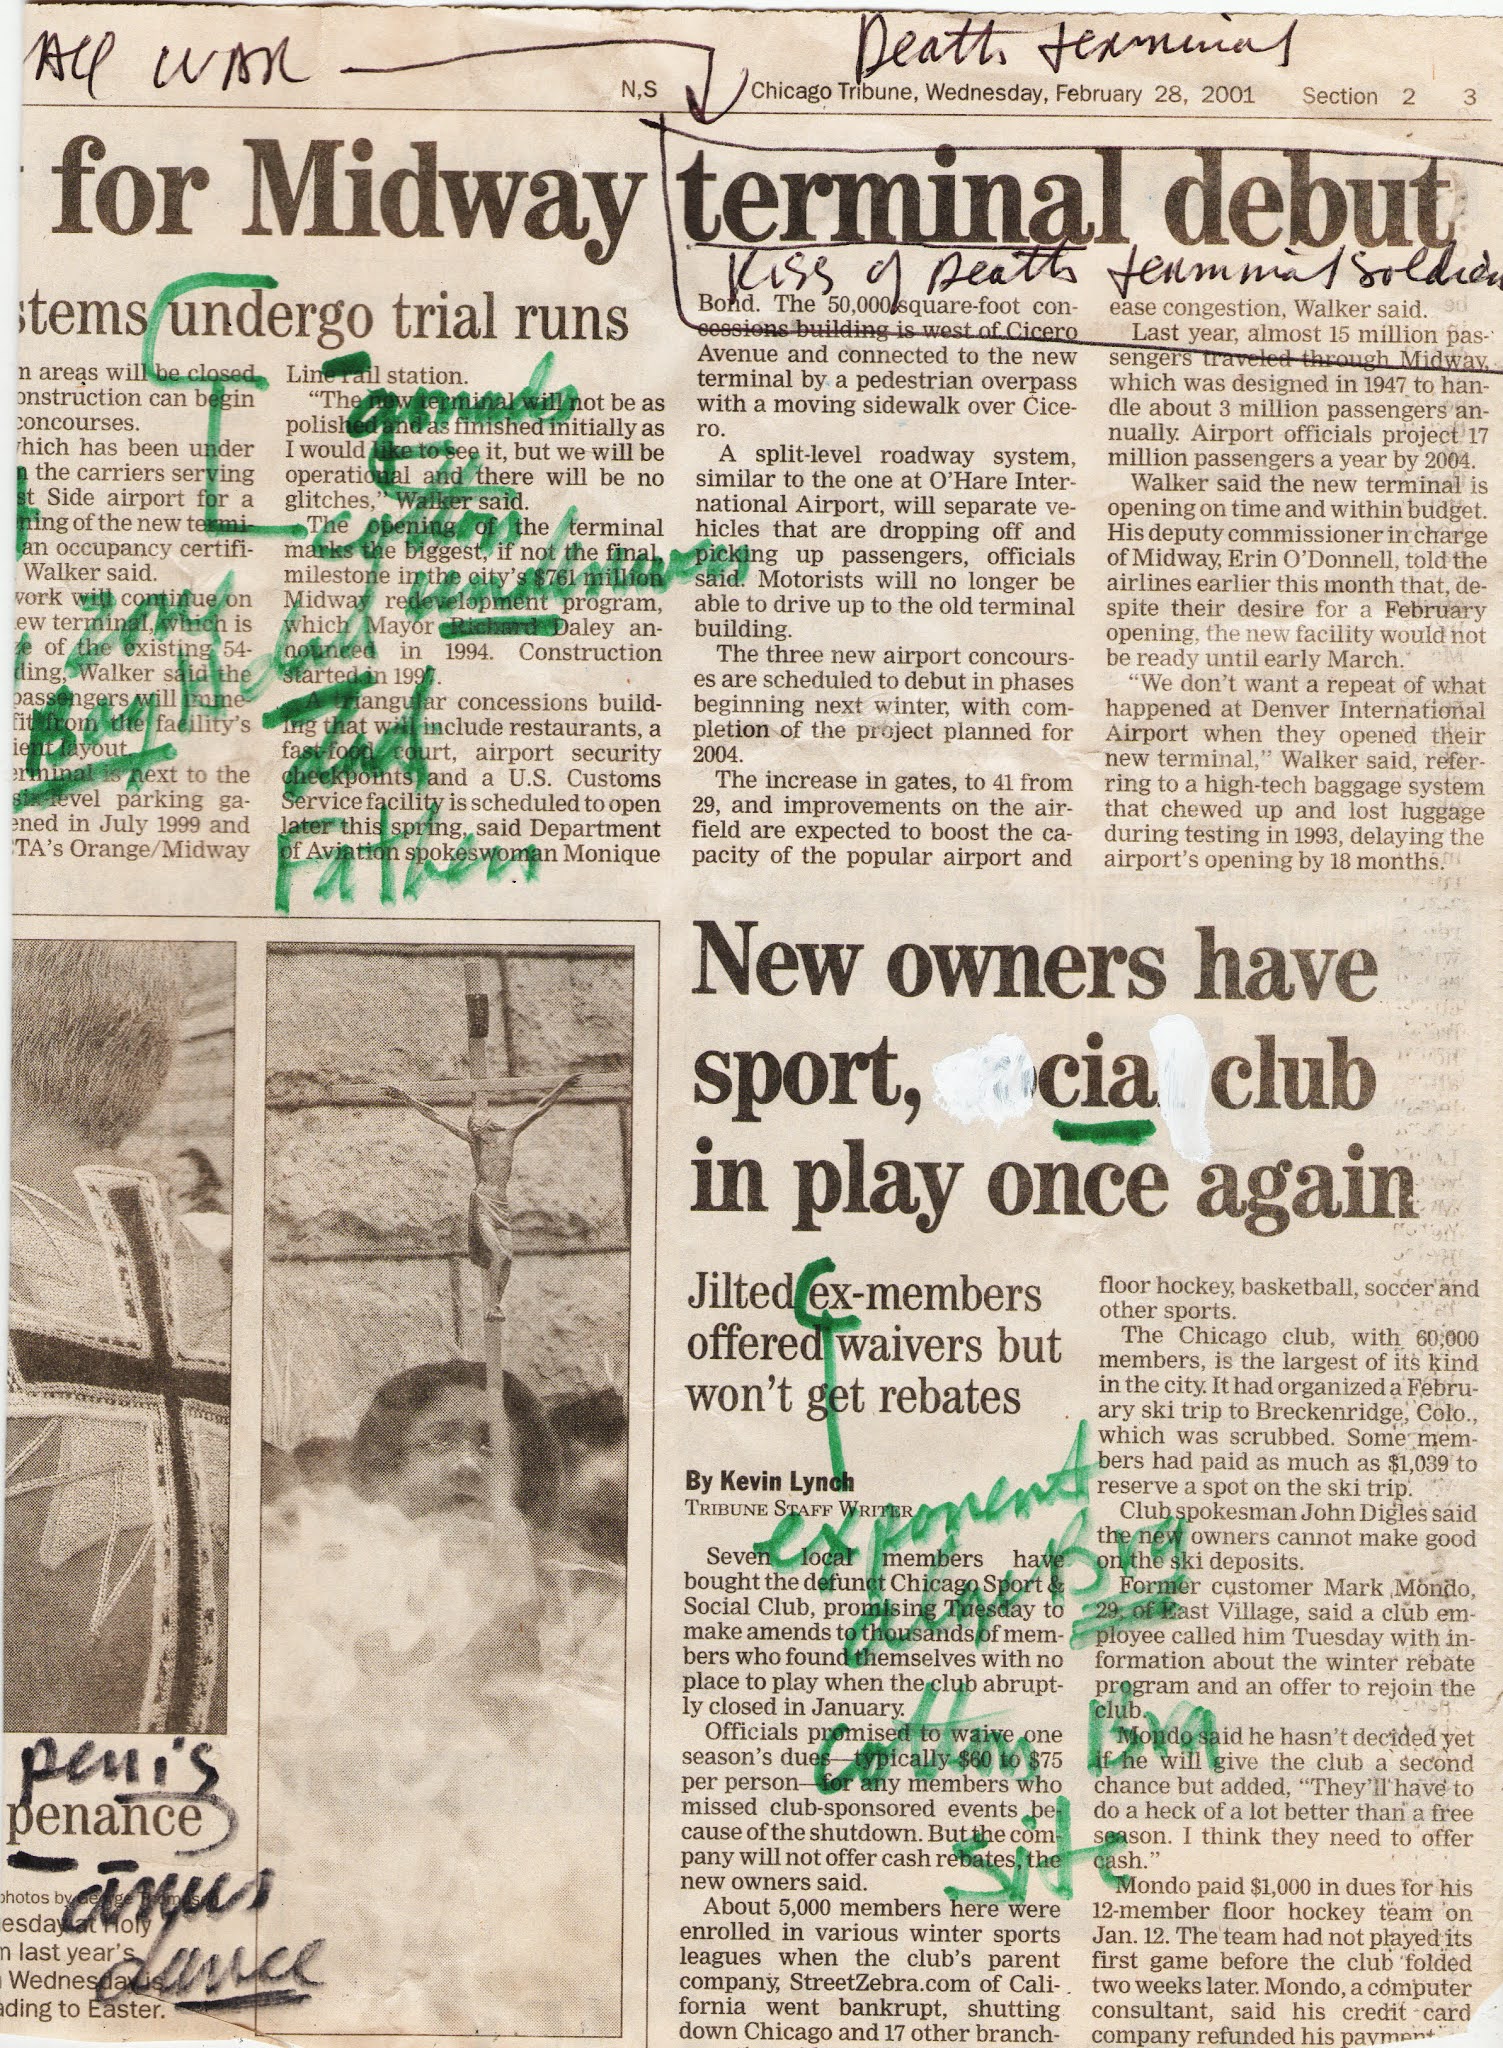 All WAR
Death terminal
N,S
Chicago Tribune, Wednesday, February 28, 2001 Section 2 3
for Midway terminal debut
Kiss of Death terminal Soldier
stems undergo trial runs
m areas will be closed
onstruction can begin
concourses.
which has been under
n the carriers serving
st Side airport for a
ning of the new termi-
an occupancy certifi-
Walker said.
work will continue on
ew terminal, which is
ze of the existing 54-
ding, Walker said the
passengers will imme-
fit from the facility's
ient layout.
erminal is next to the
six-level parking ga-
ened in July 1999 and
CTA's Orange/Midway
Line rail station.
"The new terminal will not be as
polished and as finished initially as
I would like to see it, but we will be
operational and there will be no
glitches," Walker said.
The opening of the terminal
marks the biggest, if not the final,
milestone in the city's $761 million
Midway redevelopment program,
which Mayor Richard Daley an-
nounced in 1994. Construction
started in 1997.
A triangular concessions build-
ing that will include restaurants, a
fast-food court, airport security
checkpoints and a U.S. Customs
Service facility is scheduled to open
later this spring, said Department
of Aviation spokeswoman Monique
Fathers
Bond. The 50,000-square-foot con-
cessions building is west of Cicero
Avenue and connected to the new
terminal by a pedestrian overpass
with a moving sidewalk over Cice-
ro.
A split-level roadway system,
similar to the one at O'Hare Inter-
national Airport, will separate ve-
hicles that are dropping off and
picking up passengers, officials
said. Motorists will no longer be
able to drive up to the old terminal
building.
The three new airport concours-
es are scheduled to debut in phases
beginning next winter, with com-
pletion of the project planned for
2004.
The increase in gates, to 41 from
29, and improvements on the air-
field are expected to boost the ca-
pacity of the popular airport and
ease congestion, Walker said.
Last year, almost 15 million pas-
sengers traveled through Midway,
which was designed in 1947 to han-
dle about 3 million passengers an-
nually. Airport officials project 17
million passengers a year by 2004.
Walker said the new terminal is
opening on time and within budget.
His deputy commissioner in charge
of Midway, Erin O'Donnell, told the
airlines earlier this month that, de-
spite their desire for a February
opening, the new facility would not
be ready until early March.
"We don't want a repeat of what
happened at Denver International
Airport when they opened their
new terminal," Walker said, refer-
ring to a high-tech baggage system
that chewed up and lost luggage
during testing in 1993, delaying the
airport's opening by 18 months.
New owners have
sport, cia club
in play once again
Jilted ex-members
offered waivers but
won't get rebates
By Kevin Lynch
TRIBUNE STAFF WRITER
exponent
algeBra
cotton Bra
site
Seven local members have
bought the defunct Chicago Sport &
Social Club, promising Tuesday to
make amends to thousands of mem-
bers who found themselves with no
place to play when the club abrupt-
ly closed in January.
Officials promised to waive one
season's dues—typically $60 to $75
per person—for any members who
missed club-sponsored events be-
cause of the shutdown. But the com-
pany will not offer cash rebates, the
new owners said.
About 5,000 members here were
enrolled in various winter sports
leagues when the club's parent
company, StreetZebra.com of Cali-
fornia went bankrupt, shutting
down Chicago and 17 other branch-
floor hockey, basketball, soccer and
other sports.
The Chicago club, with 60,000
members, is the largest of its kind
in the city. It had organized a Febru-
ary ski trip to Breckenridge, Colo.,
which was scrubbed. Some mem-
bers had paid as much as $1,039 to
reserve a spot on the ski trip.
Club spokesman John Digles said
the new owners cannot make good
on the ski deposits.
Former customer Mark Mondo,
29, of East Village, said a club em-
ployee called him Tuesday with in-
formation about the winter rebate
program and an offer to rejoin the
club.
Mondo said he hasn't decided yet
if he will give the club a second
chance but added, "They'll have to
do a heck of a lot better than a free
season. I think they need to offer
cash."
Mondo paid $1,000 in dues for his
12-member floor hockey team on
Jan. 12. The team had not played its
first game before the club folded
two weeks later. Mondo, a computer
consultant, said his credit card
company refunded his payment
penis
penance
anus
photos by George Thompson
dance
esday at Holy
m last year's
Wednesday is
ading to Easter.